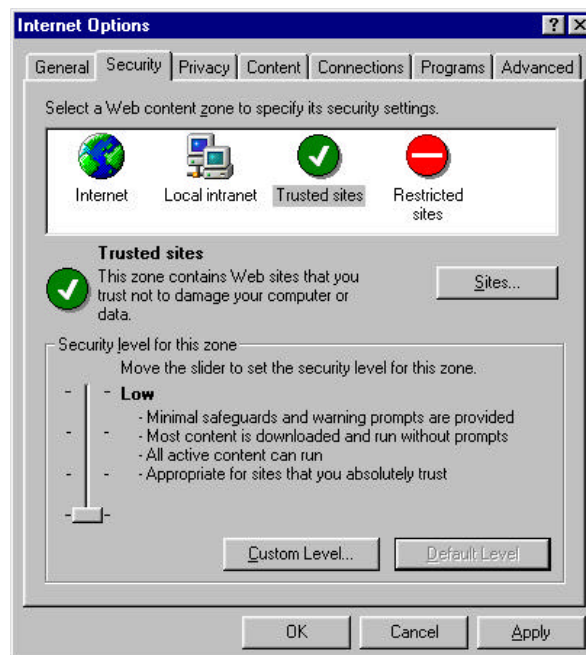 Internet Options
General Security Privacy Content Connections Programs Advanced
Select a Web content zone to specify its security settings.
Internet Local intranet Trusted sites Restricted
sites
Trusted sites
This zone contains Web sites that you
trust not to damage your computer or
data.
Sites...
Security level for this zone
Move the slider to set the security level for this zone.
Low
- Minimal safeguards and warning prompts are provided
- Most content is downloaded and run without prompts
- All active content can run
- Appropriate for sites that you absolutely trust
Custom Level... Default Level
OK Cancel Apply